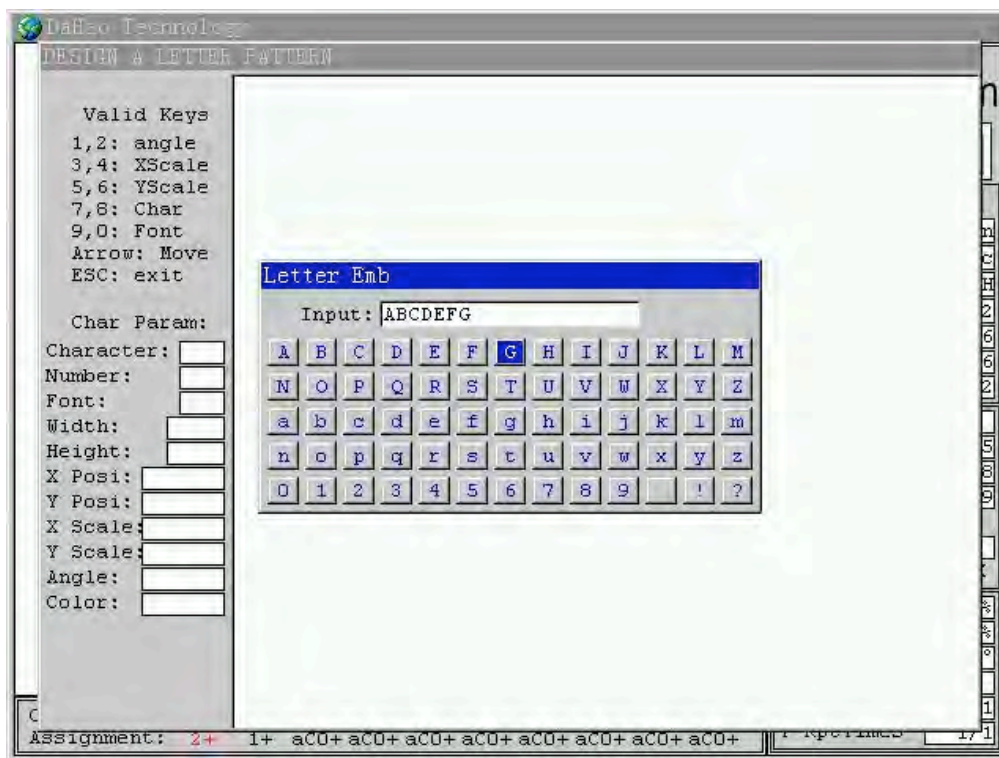 DaHao Technology
DESIGN A LETTER PATTERN
Valid Keys
1,2: angle
3,4: XScale
5,6: YScale
7,8: Char
9,0: Font
Arrow: Move
ESC: exit
Char Param:
Character:
Number:
Font:
Width:
Height:
X Posi:
Y Posi:
X Scale:
Y Scale:
Angle:
Color:
Letter Emb
Input: ABCDEFG
A B C D E F G H I J K L M
N O P Q R S T U V W X Y Z
a b c d e f g h i j k l m
n o p q r s t u v w x y z
0 1 2 3 4 5 6 7 8 9 ! ?
Assignment: 2+ 1+ aC0+ aC0+ aC0+ aC0+ aC0+ aC0+ aC0+ aC0+
1/1